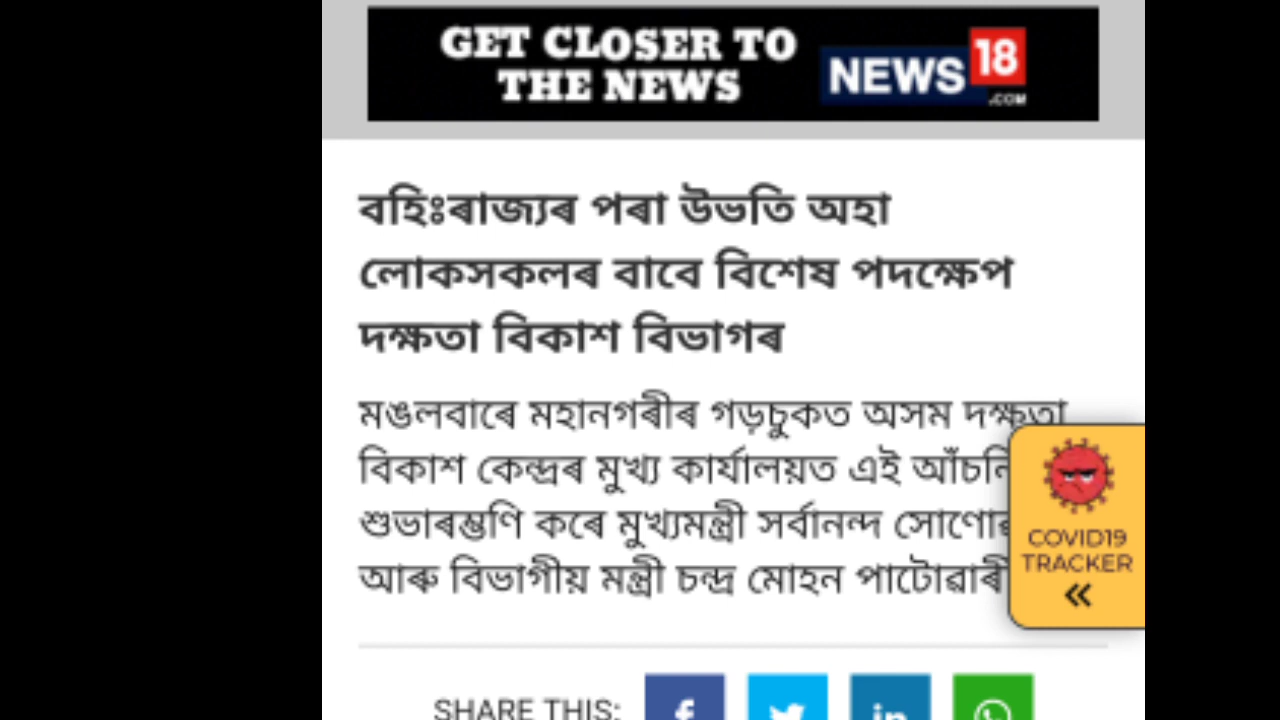 GET CLOSER TO
THE NEWS
NEWS 18
.COM
বহিঃৰাজ্যৰ পৰা উভতি অহা
লোকসকলৰ বাবে বিশেষ পদক্ষেপ
দক্ষতা বিকাশ বিভাগৰ
মঙলবাৰে মহানগৰীৰ গড়চুকত অসম দক্ষতা
বিকাশ কেন্দ্ৰৰ মুখ্য কাৰ্যালয়ত এই
শুভাৰম্ভণি কৰে মুখ্যমন্ত্ৰী সৰ্বানন্দ
আৰু বিভাগীয় মন্ত্ৰী চন্দ্ৰ মোহন পাটোৱাৰী
COVID19
TRACKER
SHARE THIS: